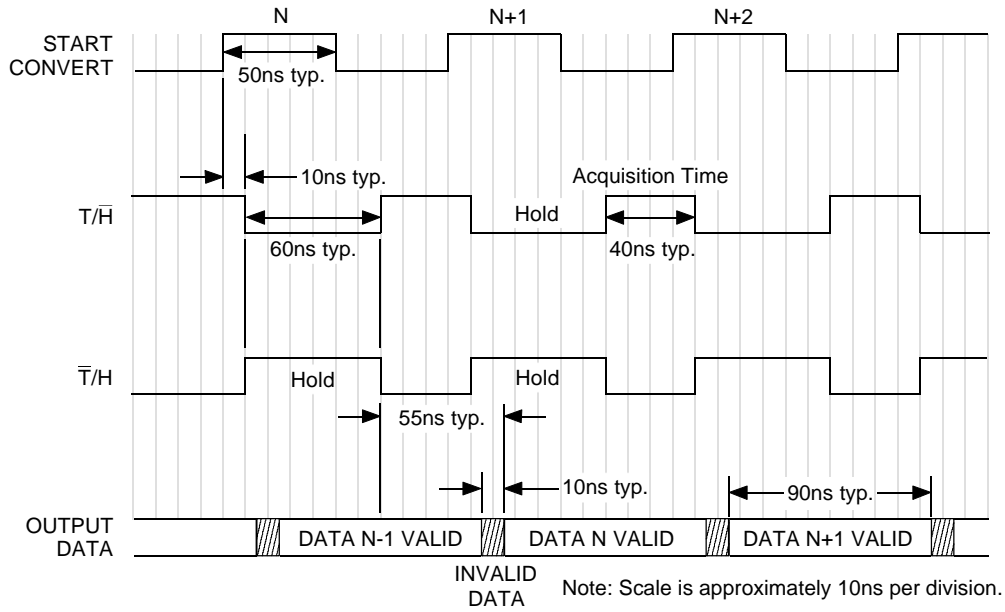 N N+1 N+2
START
CONVERT
50ns typ.
10ns typ.
Acquisition Time
T/H̅
Hold
60ns typ.
40ns typ.
T̅/H
Hold
Hold
55ns typ.
10ns typ.
90ns typ.
OUTPUT
DATA
DATA N-1 VALID
DATA N VALID
DATA N+1 VALID
INVALID
DATA
Note: Scale is approximately 10ns per division.